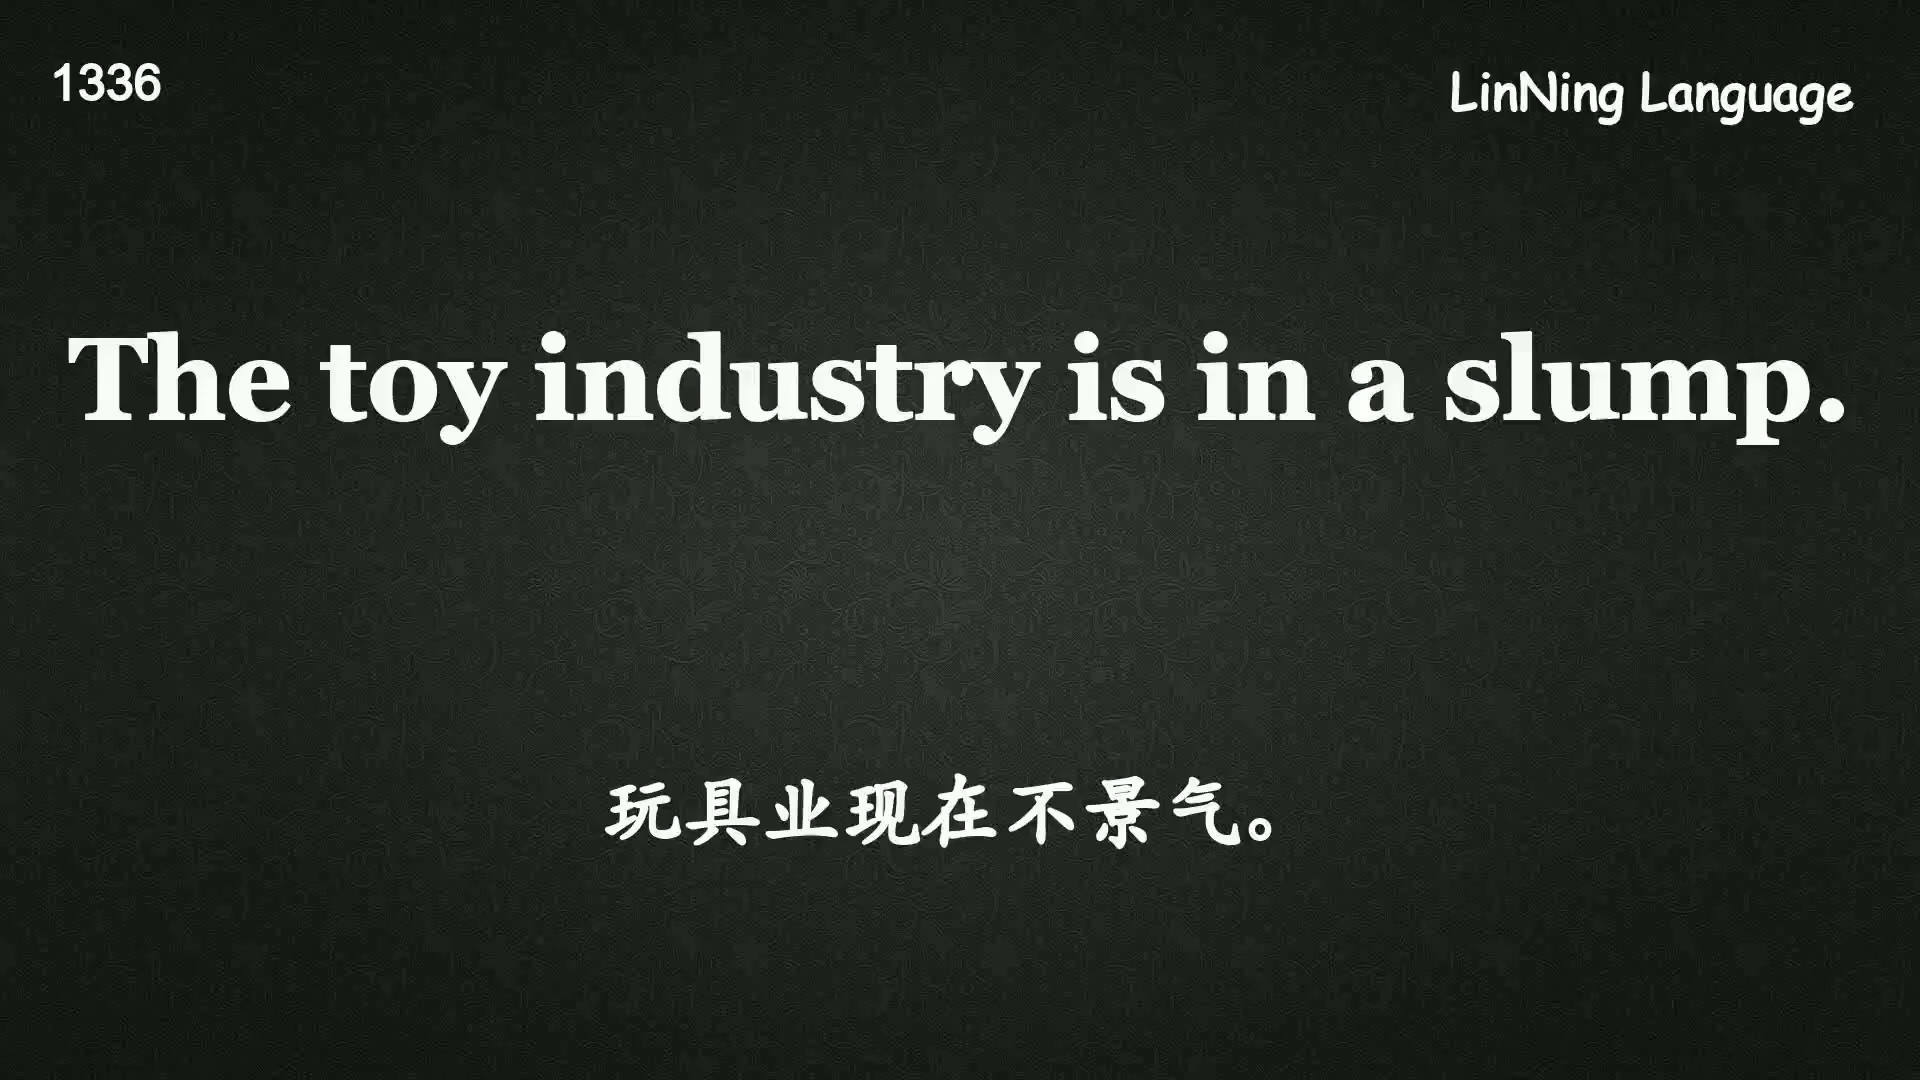 1336
LinNing Language
The toy industry is in a slump.
玩具业现在不景气。